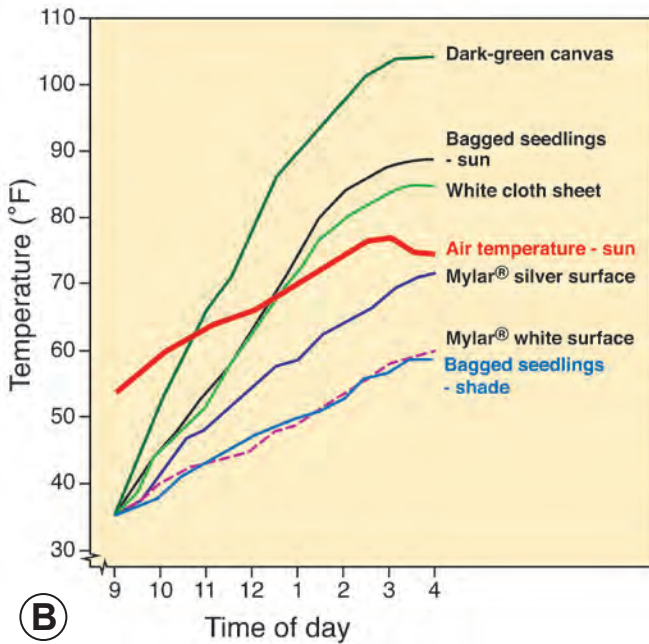 110
100
90
80
70
60
50
40
30
Temperature (°F)
Dark-green canvas
Bagged seedlings
- sun
White cloth sheet
Air temperature - sun
Mylar® silver surface
Mylar® white surface
Bagged seedlings
- shade
9 10 11 12 1 2 3 4
Time of day
B